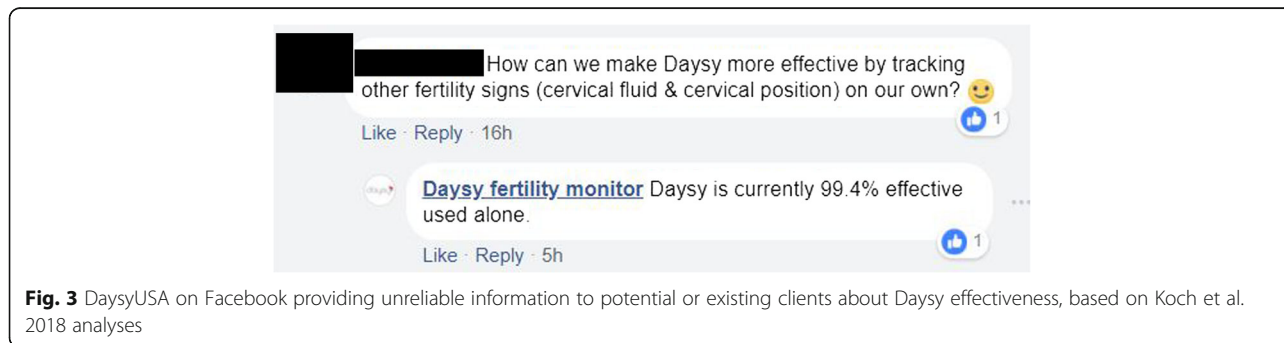 How can we make Daysy more effective by tracking
other fertility signs (cervical fluid & cervical position) on our own?
1
Like · Reply · 16h
Daysy fertility monitor Daysy is currently 99.4% effective
used alone.
1
Like · Reply · 5h
Fig. 3 DaysyUSA on Facebook providing unreliable information to potential or existing clients about Daysy effectiveness, based on Koch et al.
2018 analyses